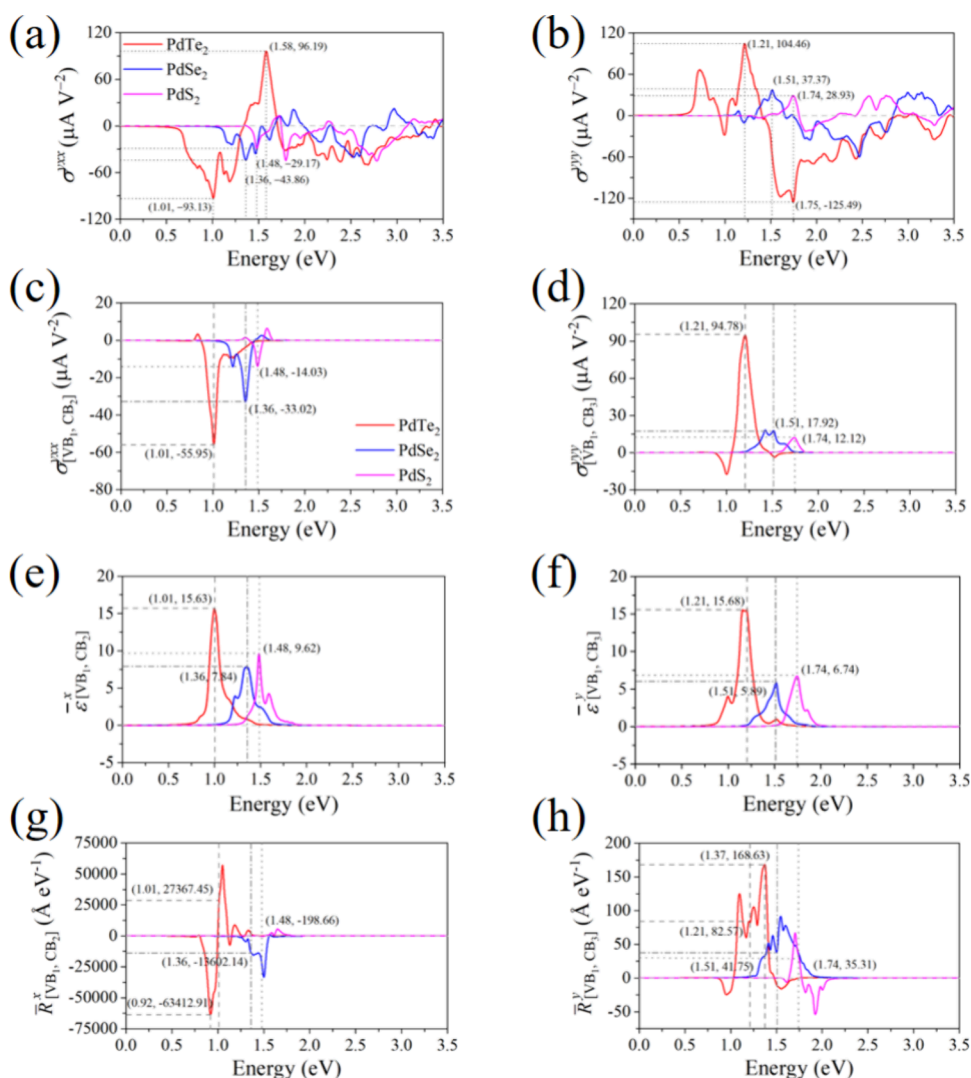 (a)
120
60
0
-60
-120
σʸˣˣ (μA V⁻²)
PdTe₂
PdSe₂
PdS₂
(1.58, 96.19)
(1.48, −29.17)
(1.36, −43.86)
(1.01, −93.13)
0.0 0.5 1.0 1.5 2.0 2.5 3.0 3.5
Energy (eV)
(b)
120
60
0
-60
-120
σʸʸʸ (μA V⁻²)
(1.21, 104.46)
(1.51, 37.37)
(1.74, 28.93)
(1.75, −125.49)
0.0 0.5 1.0 1.5 2.0 2.5 3.0 3.5
Energy (eV)
(c)
20
0
-20
-40
-60
-80
σʸˣˣ[VB₁, CB₂] (μA V⁻²)
(1.48, -14.03)
(1.36, -33.02)
(1.01, -55.95)
PdTe₂
PdSe₂
PdS₂
0.0 0.5 1.0 1.5 2.0 2.5 3.0 3.5
Energy (eV)
(d)
120
90
60
30
0
-30
σʸʸʸ[VB₁, CB₃] (μA V⁻²)
(1.21, 94.78)
(1.51, 17.92)
(1.74, 12.12)
0.0 0.5 1.0 1.5 2.0 2.5 3.0 3.5
Energy (eV)
(e)
20
15
10
5
0
-5
ε̄ˣ[VB₁, CB₂]
(1.01, 15.63)
(1.48, 9.62)
(1.36, 7.84)
0.0 0.5 1.0 1.5 2.0 2.5 3.0 3.5
Energy (eV)
(f)
20
15
10
5
0
-5
ε̄ʸ[VB₁, CB₃]
(1.21, 15.68)
(1.74, 6.74)
(1.51, 5.89)
0.0 0.5 1.0 1.5 2.0 2.5 3.0 3.5
Energy (eV)
(g)
75000
50000
25000
0
-25000
-50000
-75000
R̄ˣ[VB₁, CB₂] (Å eV⁻¹)
(1.01, 27367.45)
(1.48, -198.66)
(1.36, -13602.14)
(0.92, -63412.91)
0.0 0.5 1.0 1.5 2.0 2.5 3.0 3.5
Energy (eV)
(h)
200
150
100
50
0
-50
R̄ʸ[VB₁, CB₃] (Å eV⁻¹)
(1.37, 168.63)
(1.21, 82.57)
(1.51, 41.75)
(1.74, 35.31)
0.0 0.5 1.0 1.5 2.0 2.5 3.0 3.5
Energy (eV)